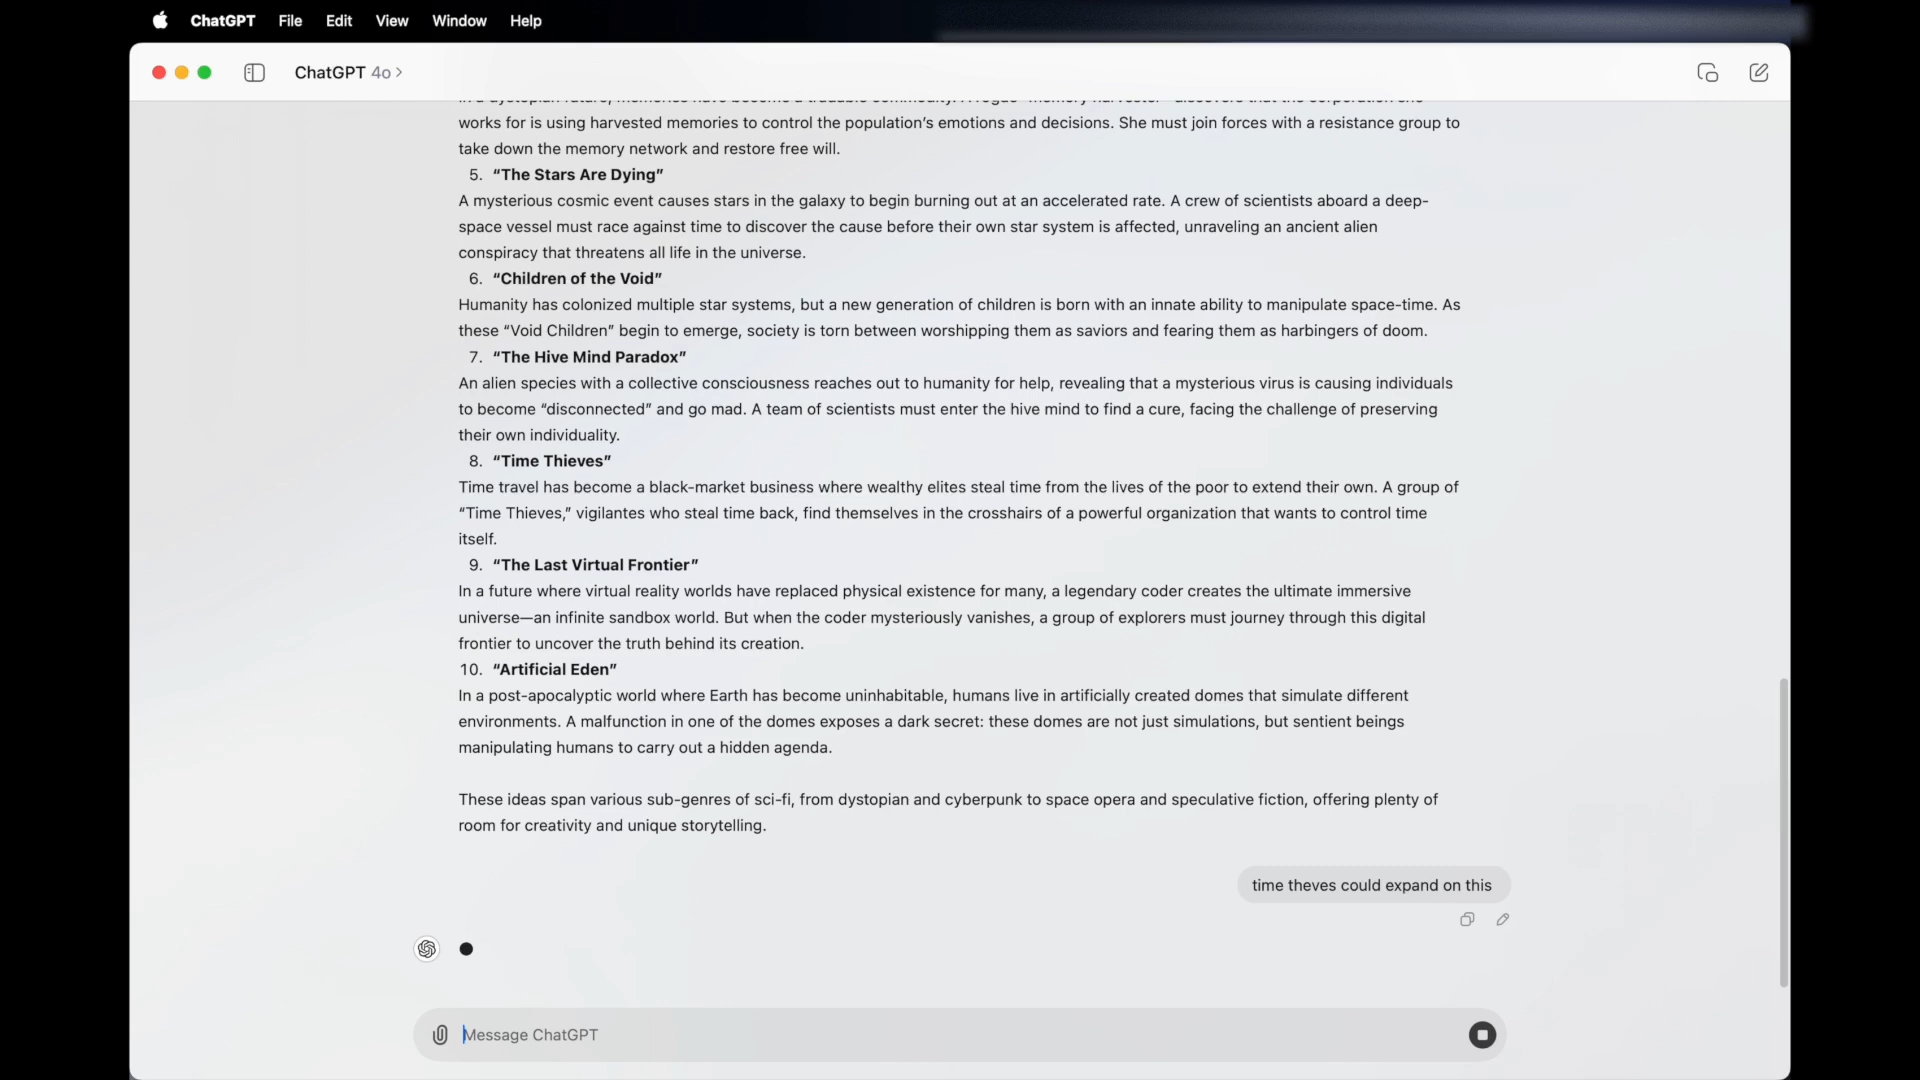 ChatGPT File Edit View Window Help
ChatGPT 4o >
In a dystopian future, memories have become a tradable commodity. A rogue “memory harvester” discovers that the corporation she
works for is using harvested memories to control the population’s emotions and decisions. She must join forces with a resistance group to
take down the memory network and restore free will.
5. “The Stars Are Dying”
A mysterious cosmic event causes stars in the galaxy to begin burning out at an accelerated rate. A crew of scientists aboard a deep-
space vessel must race against time to discover the cause before their own star system is affected, unraveling an ancient alien
conspiracy that threatens all life in the universe.
6. “Children of the Void”
Humanity has colonized multiple star systems, but a new generation of children is born with an innate ability to manipulate space-time. As
these “Void Children” begin to emerge, society is torn between worshipping them as saviors and fearing them as harbingers of doom.
7. “The Hive Mind Paradox”
An alien species with a collective consciousness reaches out to humanity for help, revealing that a mysterious virus is causing individuals
to become “disconnected” and go mad. A team of scientists must enter the hive mind to find a cure, facing the challenge of preserving
their own individuality.
8. “Time Thieves”
Time travel has become a black-market business where wealthy elites steal time from the lives of the poor to extend their own. A group of
“Time Thieves,” vigilantes who steal time back, find themselves in the crosshairs of a powerful organization that wants to control time
itself.
9. “The Last Virtual Frontier”
In a future where virtual reality worlds have replaced physical existence for many, a legendary coder creates the ultimate immersive
universe—an infinite sandbox world. But when the coder mysteriously vanishes, a group of explorers must journey through this digital
frontier to uncover the truth behind its creation.
10. “Artificial Eden”
In a post-apocalyptic world where Earth has become uninhabitable, humans live in artificially created domes that simulate different
environments. A malfunction in one of the domes exposes a dark secret: these domes are not just simulations, but sentient beings
manipulating humans to carry out a hidden agenda.
These ideas span various sub-genres of sci-fi, from dystopian and cyberpunk to space opera and speculative fiction, offering plenty of
room for creativity and unique storytelling.
time theves could expand on this
Message ChatGPT